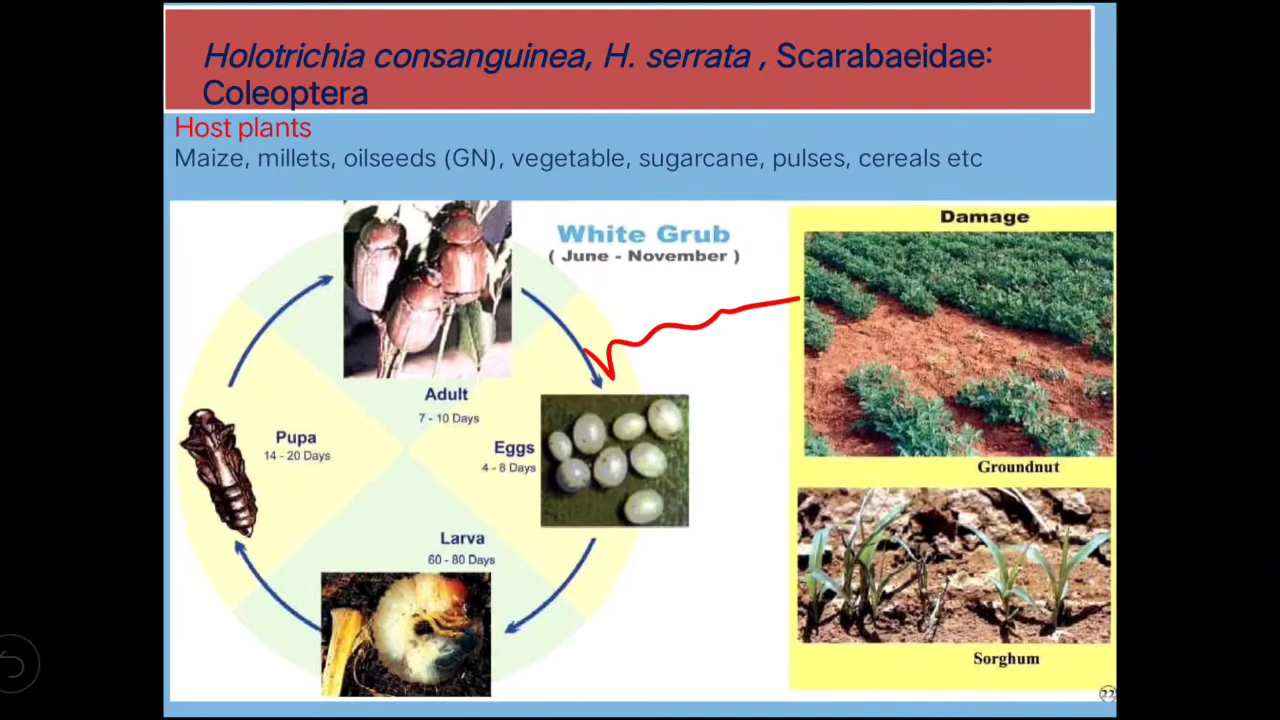 Holotrichia consanguinea, H. serrata , Scarabaeidae:
Coleoptera
Host plants
Maize, millets, oilseeds (GN), vegetable, sugarcane, pulses, cereals etc
White Grub
( June - November )
Adult
7 - 10 Days
Eggs
4 - 8 Days
Larva
60 - 80 Days
Pupa
14 - 20 Days
Damage
Groundnut
Sorghum
22